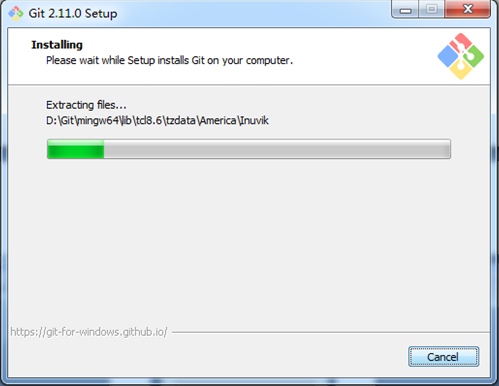 Git 2.11.0 Setup
Installing
Please wait while Setup installs Git on your computer.
Extracting files...
D:\Git\mingw64\lib\tcl8.6\tzdata\America\Inuvik
https://git-for-windows.github.io/
Cancel